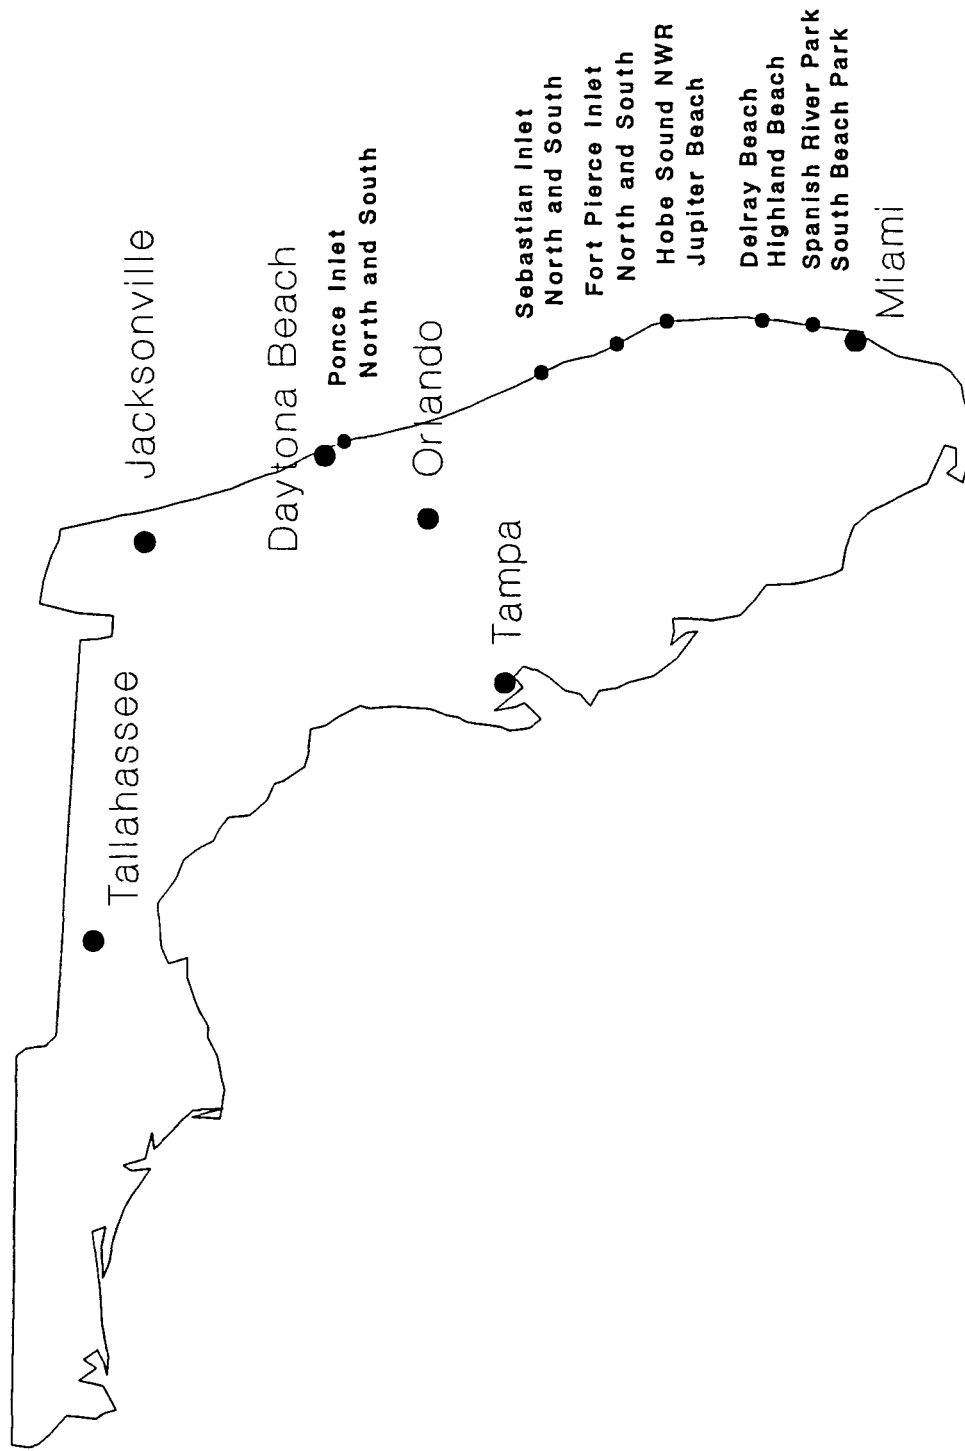 Tallahassee
Jacksonville
Daytona Beach
Ponce Inlet
North and South
Orlando
Tampa
Sebastian Inlet
North and South
Fort Pierce Inlet
North and South
Hobe Sound NWR
Jupiter Beach
Delray Beach
Highland Beach
Spanish River Park
South Beach Park
Miami